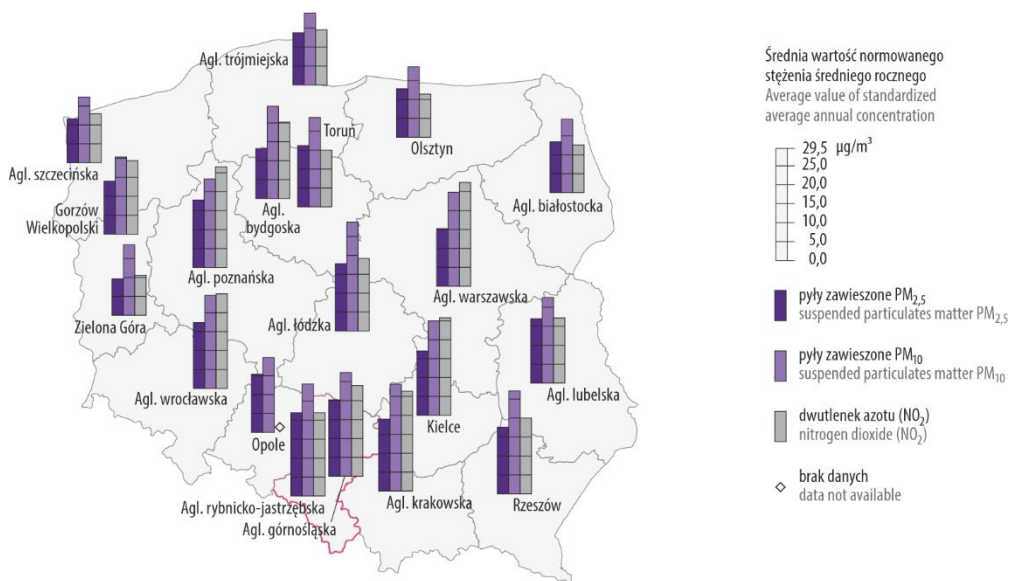 Agl. trójmiejska
Olsztyn
Toruń
Agl. szczecińska
Gorzów
Wielkopolski
Agl.
bydgoska
Agl. białostocka
Agl. poznańska
Agl. warszawska
Zielona Góra
Agl. łódzka
Agl. wrocławska
Agl. lubelska
Opole
Kielce
Agl. rybnicko-jastrzębska
Agl. górnośląska
Agl. krakowska
Rzeszów
Średnia wartość normowanego
stężenia średniego rocznego
Average value of standardized
average annual concentration
29,5 µg/m³
25,0
20,0
15,0
10,0
5,0
0,0
pyły zawieszone PM2,5
suspended particulates matter PM2,5
pyły zawieszone PM10
suspended particulates matter PM10
dwutlenek azotu (NO2)
nitrogen dioxide (NO2)
brak danych
data not available